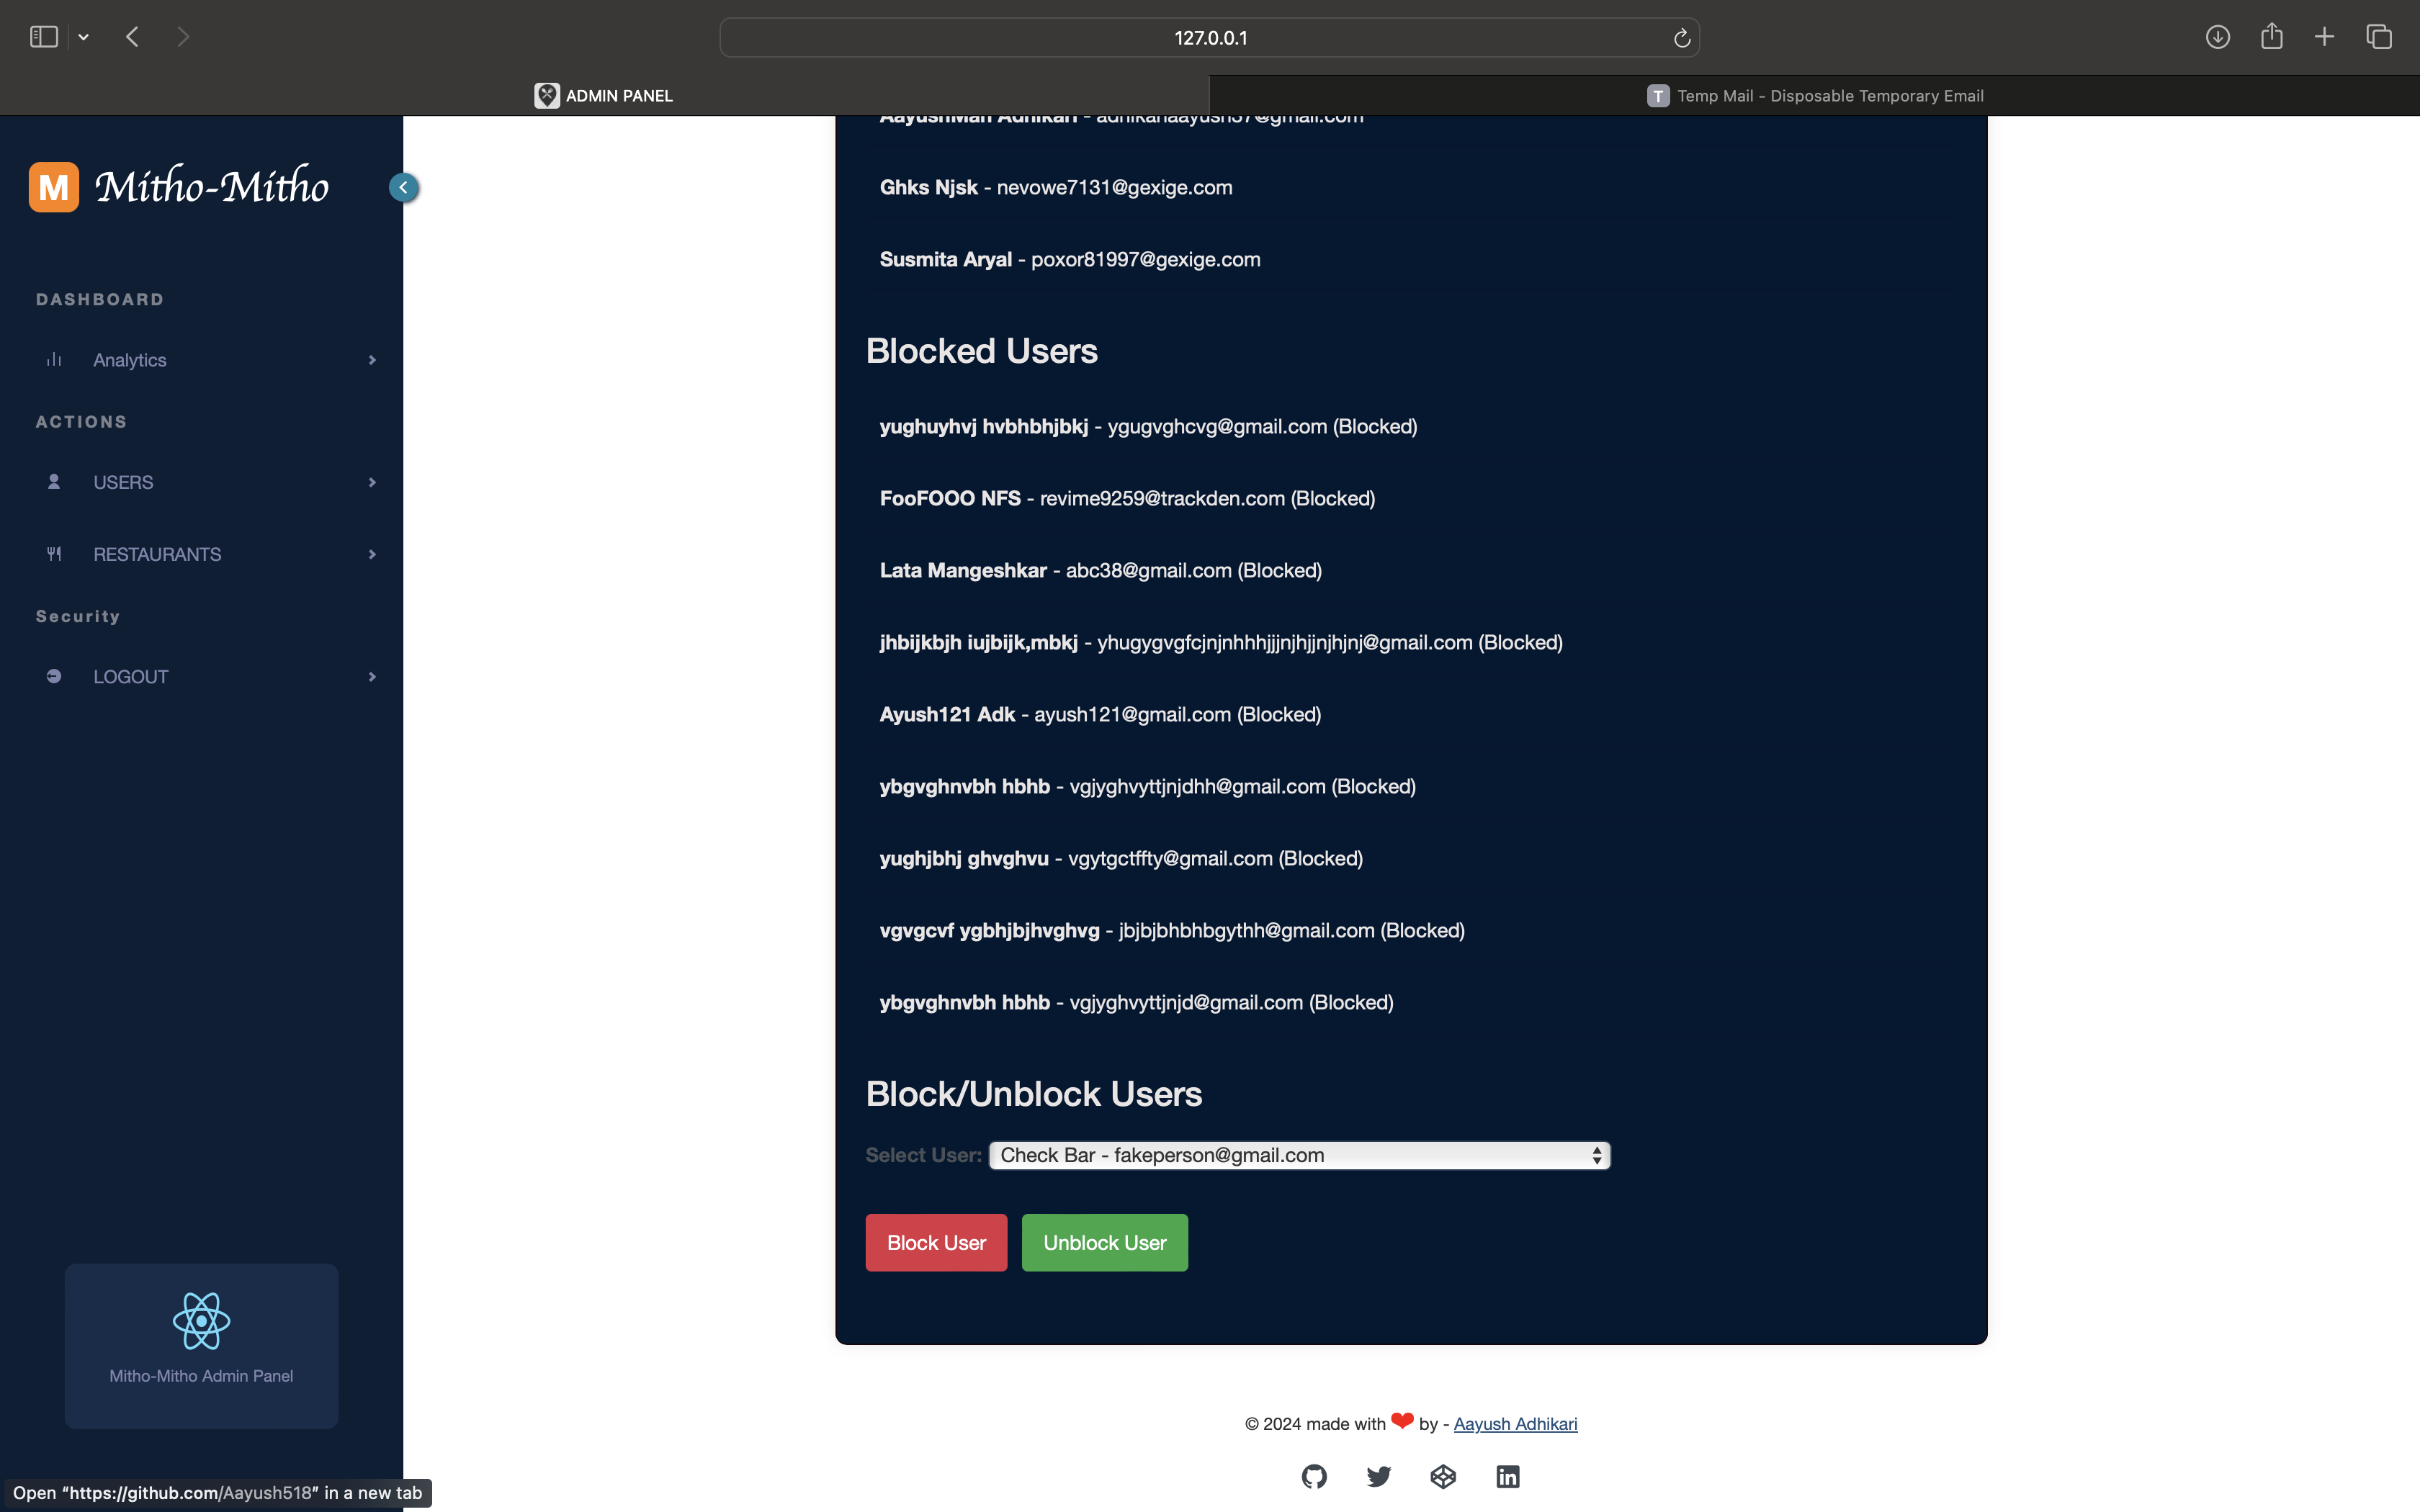 127.0.0.1
ADMIN PANEL
T Temp Mail - Disposable Temporary Email
M Mitho-Mitho
DASHBOARD
Analytics
ACTIONS
USERS
RESTAURANTS
Security
LOGOUT
Mitho-Mitho Admin Panel
Open “https://github.com/Aayush518” in a new tab
Ghks Njsk - nevowe7131@gexige.com
Susmita Aryal - poxor81997@gexige.com
Blocked Users
yughuyhvj hvbhbhjbkj - ygugvghcvg@gmail.com (Blocked)
FooFOOO NFS - revime9259@trackden.com (Blocked)
Lata Mangeshkar - abc38@gmail.com (Blocked)
jhbijkbjh iujbijk,mbkj - yhugygvgfcjnjnhhhjjjnjhjjnjhjnj@gmail.com (Blocked)
Ayush121 Adk - ayush121@gmail.com (Blocked)
ybgvghnvbh hbhb - vgjyghvyttjnjdhh@gmail.com (Blocked)
yughjbhj ghvghvu - vgytgctffty@gmail.com (Blocked)
vgvgcvf ygbhjbjhvghvg - jbjbjbhbhbgythh@gmail.com (Blocked)
ybgvghnvbh hbhb - vgjyghvyttjnjd@gmail.com (Blocked)
Block/Unblock Users
Select User: Check Bar - fakeperson@gmail.com
Block User Unblock User
© 2024 made with ❤ by - Aayush Adhikari